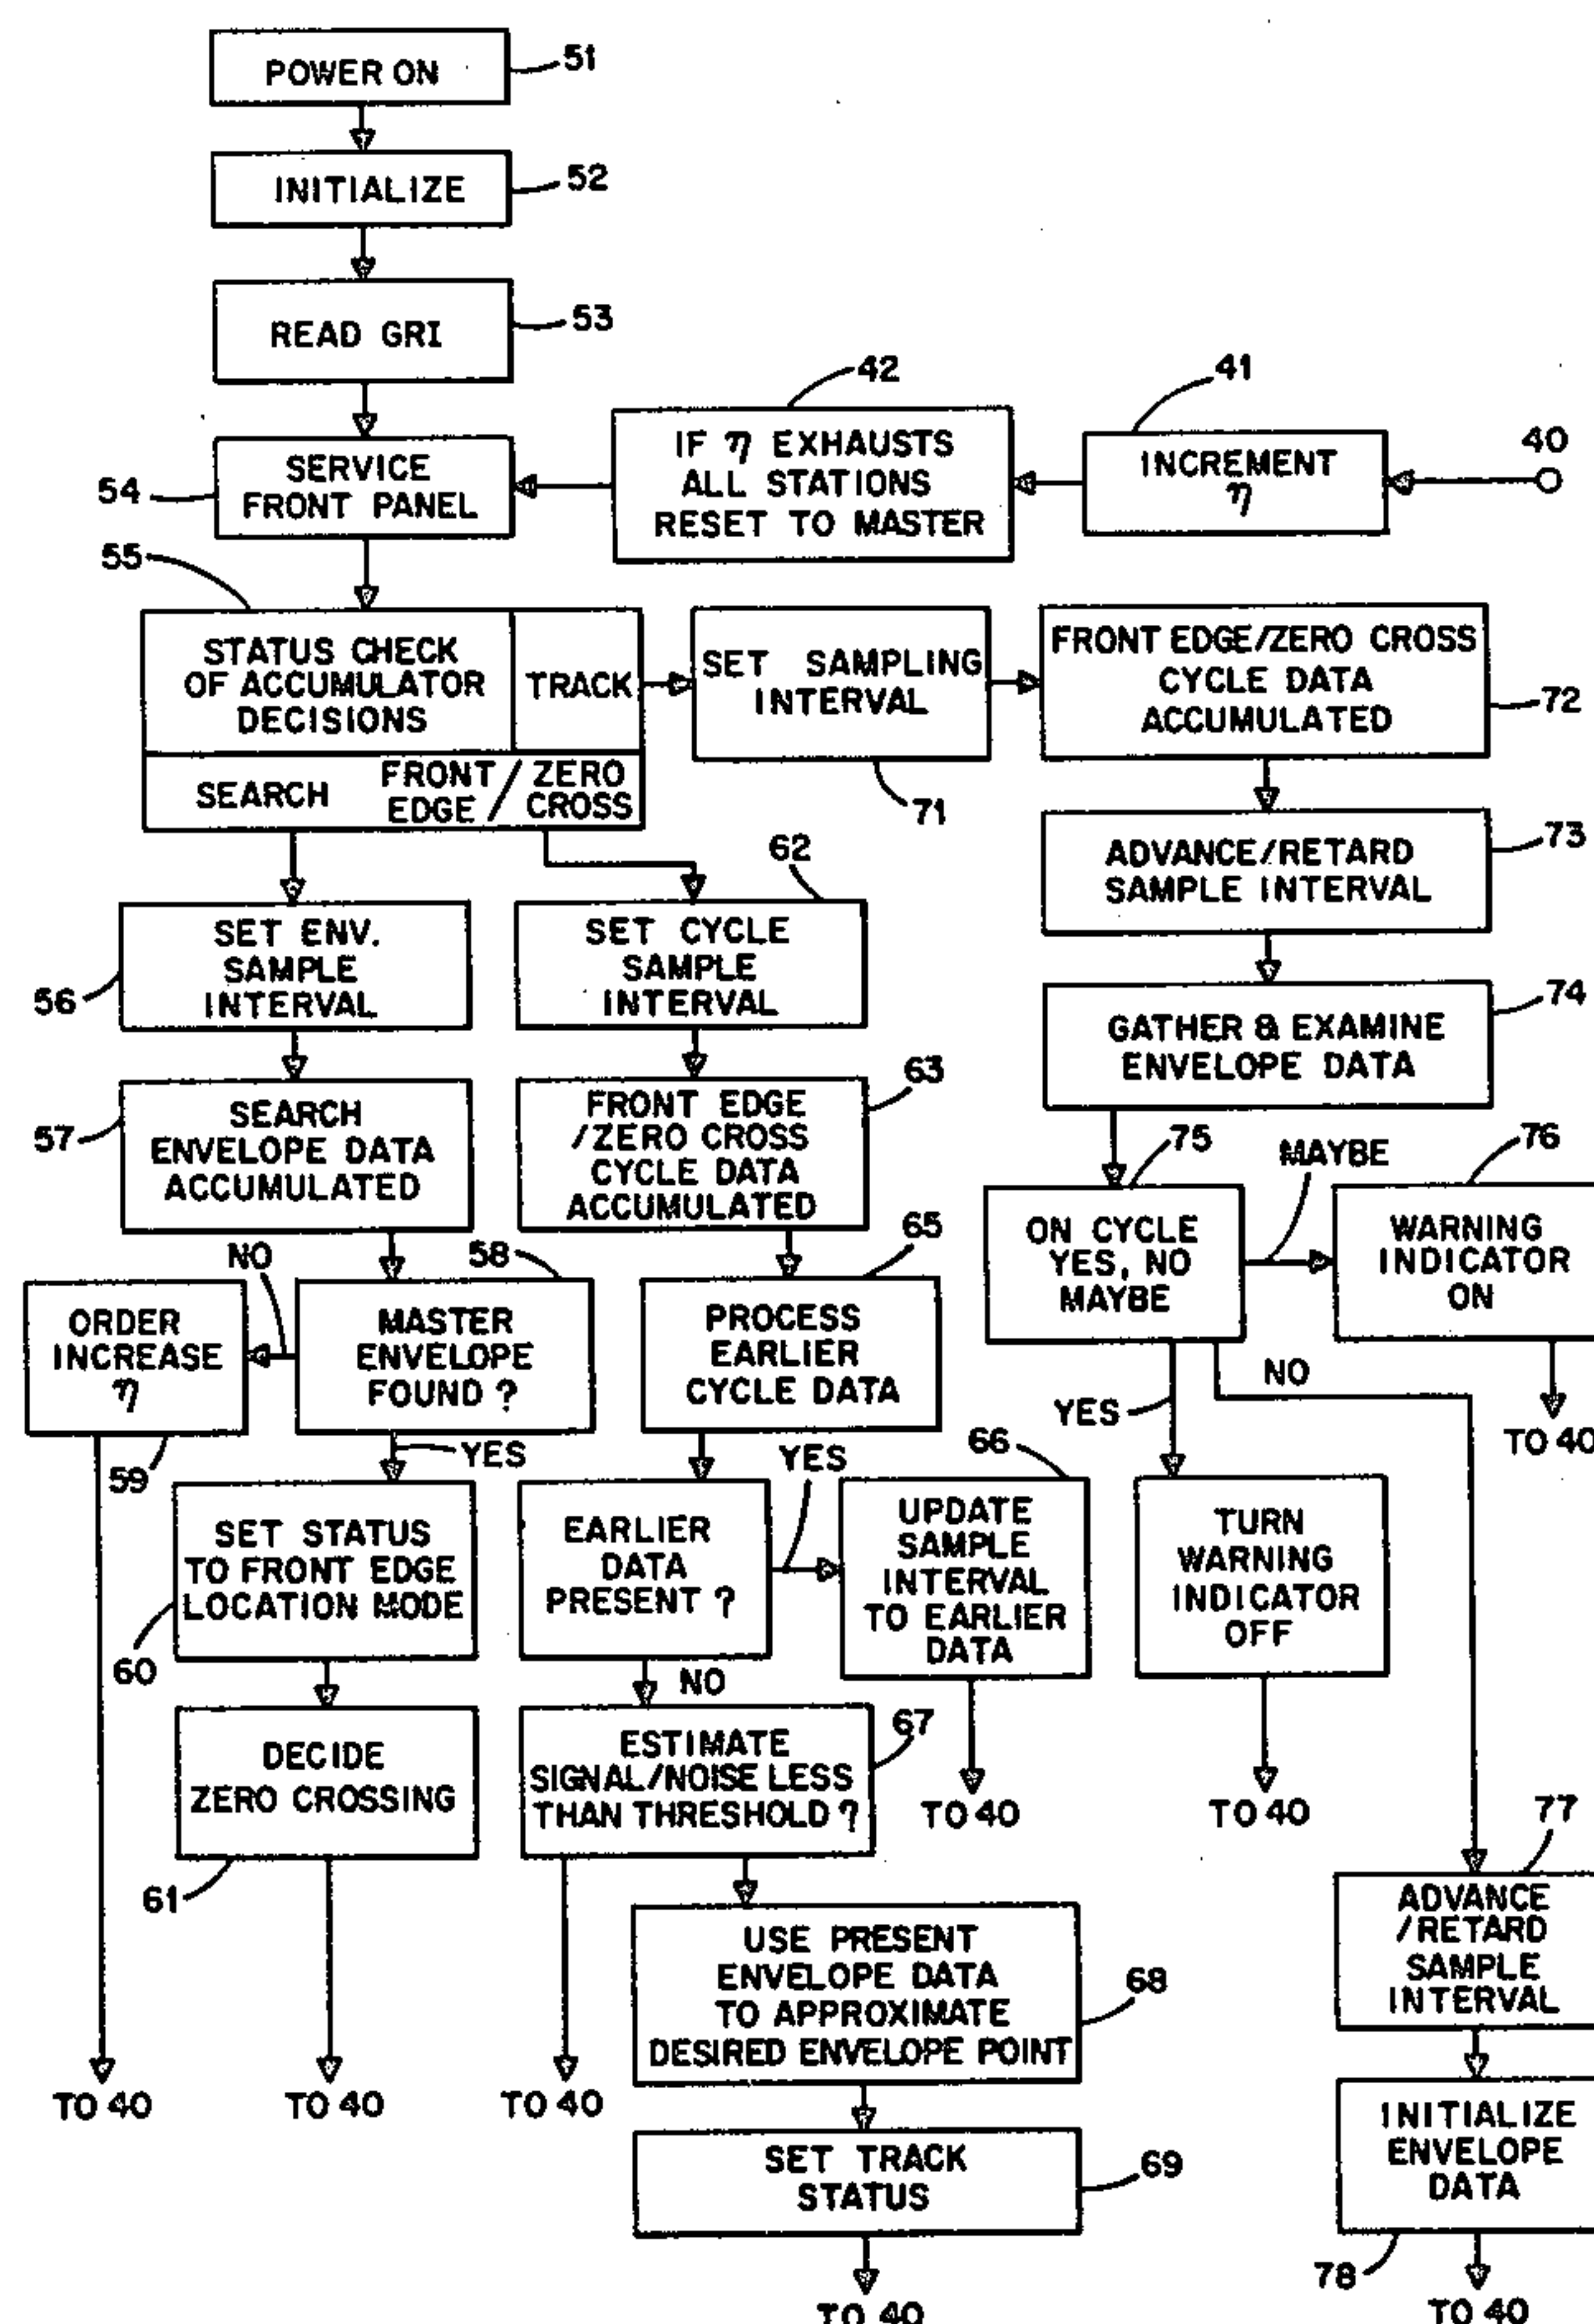 POWER ON
51
INITIALIZE
52
READ GRI
53
42
41
40
SERVICE
FRONT PANEL
54
IF η EXHAUSTS
ALL STATIONS
RESET TO MASTER
INCREMENT
η
55
STATUS CHECK
OF ACCUMULATOR
DECISIONS
TRACK
SEARCH
FRONT / ZERO
EDGE / CROSS
SET SAMPLING
INTERVAL
71
FRONT EDGE/ZERO CROSS
CYCLE DATA
ACCUMULATED
72
62
ADVANCE/RETARD
SAMPLE INTERVAL
73
SET ENV.
SAMPLE
INTERVAL
56
SET CYCLE
SAMPLE
INTERVAL
GATHER & EXAMINE
ENVELOPE DATA
74
SEARCH
ENVELOPE DATA
ACCUMULATED
57
FRONT EDGE
/ZERO CROSS
CYCLE DATA
ACCUMULATED
63
75
MAYBE
76
ON CYCLE
YES, NO
MAYBE
WARNING
INDICATOR
ON
TO 40
NO
58
65
ORDER
INCREASE
η
59
MASTER
ENVELOPE
FOUND ?
YES
PROCESS
EARLIER
CYCLE DATA
YES
66
YES
NO
SET STATUS
TO FRONT EDGE
LOCATION MODE
60
EARLIER
DATA
PRESENT ?
NO
UPDATE
SAMPLE
INTERVAL
TO EARLIER
DATA
TO 40
TURN
WARNING
INDICATOR
OFF
TO 40
DECIDE
ZERO CROSSING
61
ESTIMATE
SIGNAL/NOISE LESS
THAN THRESHOLD ?
67
77
ADVANCE
/RETARD
SAMPLE
INTERVAL
USE PRESENT
ENVELOPE DATA
TO APPROXIMATE
DESIRED ENVELOPE POINT
68
TO 40
TO 40
TO 40
SET TRACK
STATUS
69
INITIALIZE
ENVELOPE
DATA
78
TO 40
TO 40